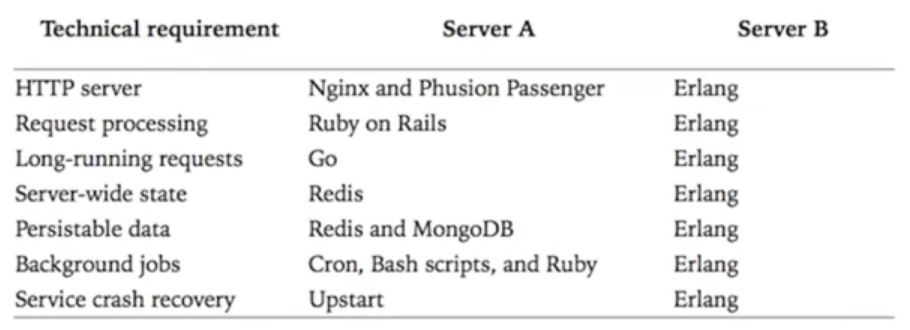 Technical requirement Server A Server B
HTTP server Nginx and Phusion Passenger Erlang
Request processing Ruby on Rails Erlang
Long-running requests Go Erlang
Server-wide state Redis Erlang
Persistable data Redis and MongoDB Erlang
Background jobs Cron, Bash scripts, and Ruby Erlang
Service crash recovery Upstart Erlang